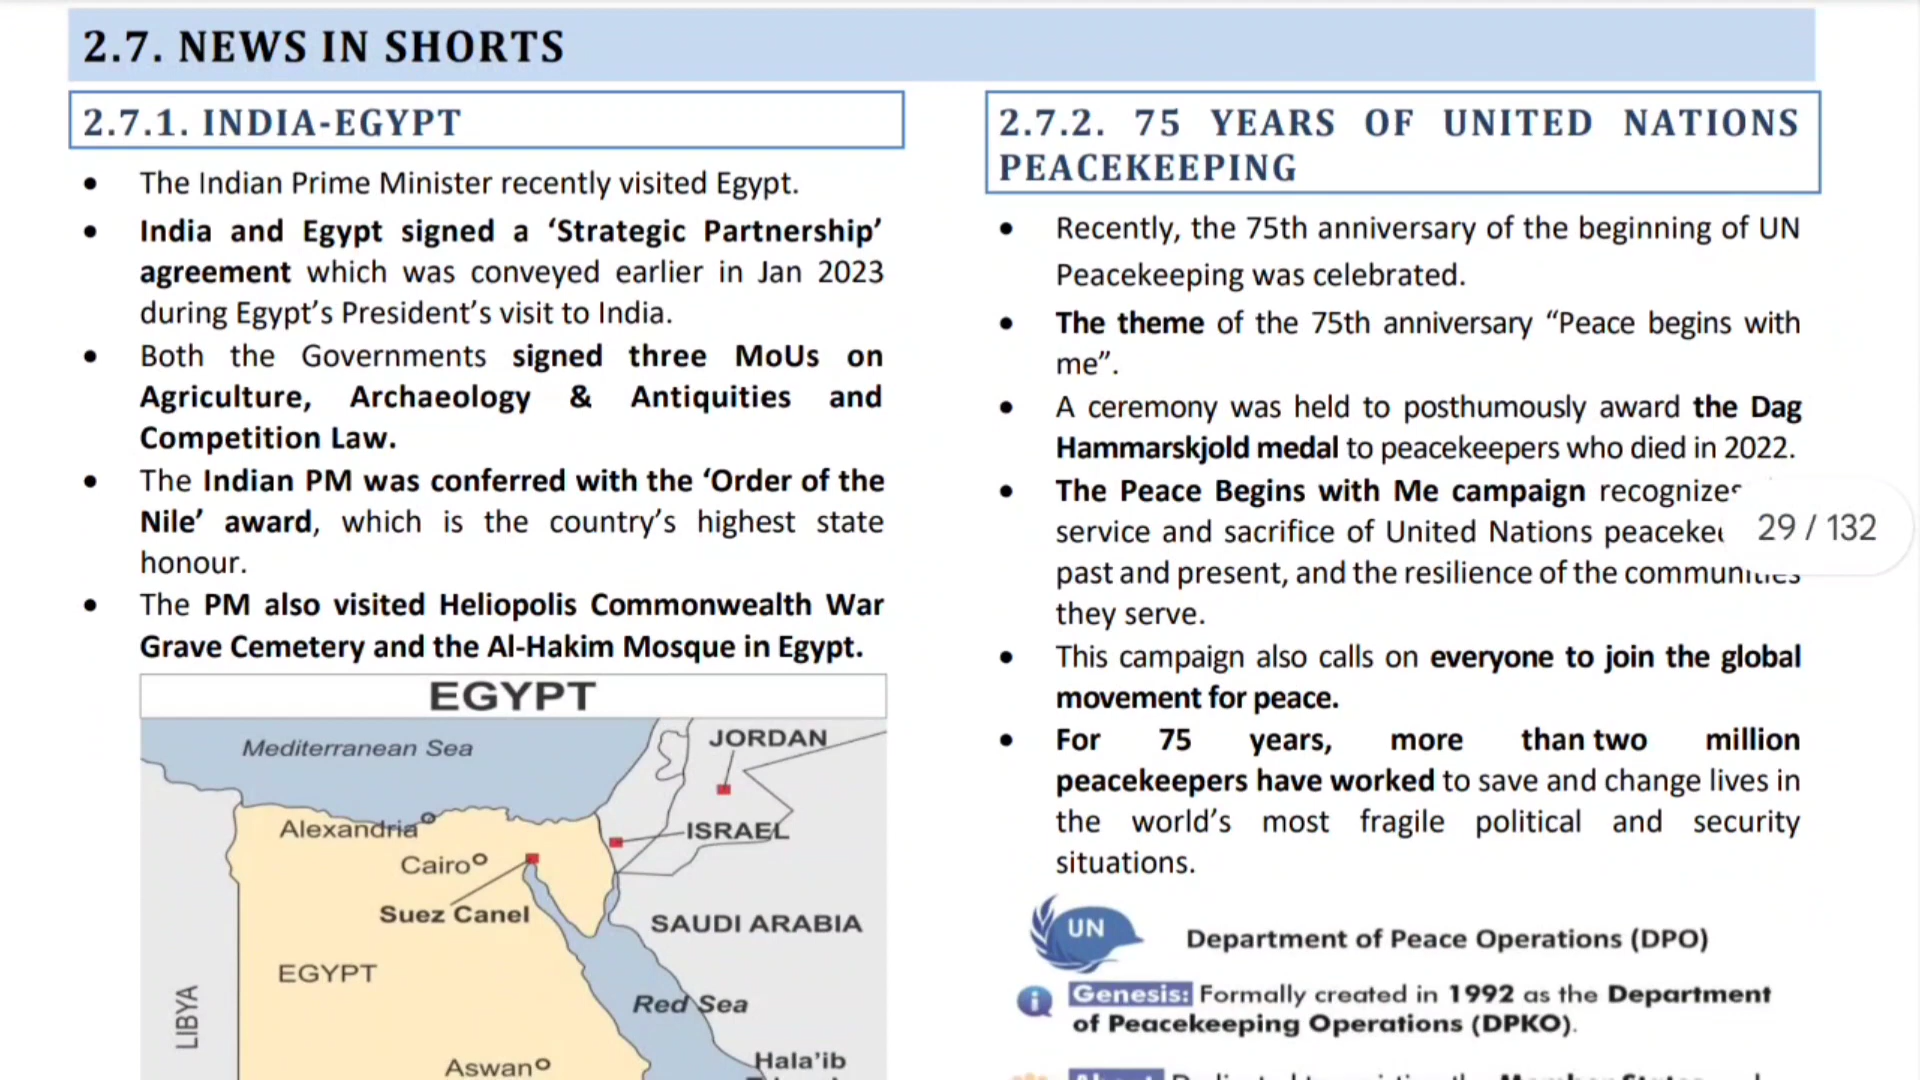 2.7. NEWS IN SHORTS
2.7.1. INDIA-EGYPT
• The Indian Prime Minister recently visited Egypt.
• India and Egypt signed a ‘Strategic Partnership’
agreement which was conveyed earlier in Jan 2023
during Egypt’s President’s visit to India.
• Both the Governments signed three MoUs on
Agriculture, Archaeology & Antiquities and
Competition Law.
• The Indian PM was conferred with the ‘Order of the
Nile’ award, which is the country’s highest state
honour.
• The PM also visited Heliopolis Commonwealth War
Grave Cemetery and the Al-Hakim Mosque in Egypt.
EGYPT
Mediterranean Sea
JORDAN
Alexandria
ISRAEL
Cairo
Suez Canel
SAUDI ARABIA
EGYPT
LIBYA
Red Sea
Aswan
Hala’ib
2.7.2. 75 YEARS OF UNITED NATIONS
PEACEKEEPING
• Recently, the 75th anniversary of the beginning of UN
Peacekeeping was celebrated.
• The theme of the 75th anniversary “Peace begins with
me”.
• A ceremony was held to posthumously award the Dag
Hammarskjold medal to peacekeepers who died in 2022.
• The Peace Begins with Me campaign recognizes
service and sacrifice of United Nations
past and present, and the resilience of the communities
they serve.
• This campaign also calls on everyone to join the global
movement for peace.
• For 75 years, more than two million
peacekeepers have worked to save and change lives in
the world’s most fragile political and security
situations.
29 / 132
UN
Department of Peace Operations (DPO)
Genesis: Formally created in 1992 as the Department
of Peacekeeping Operations (DPKO).